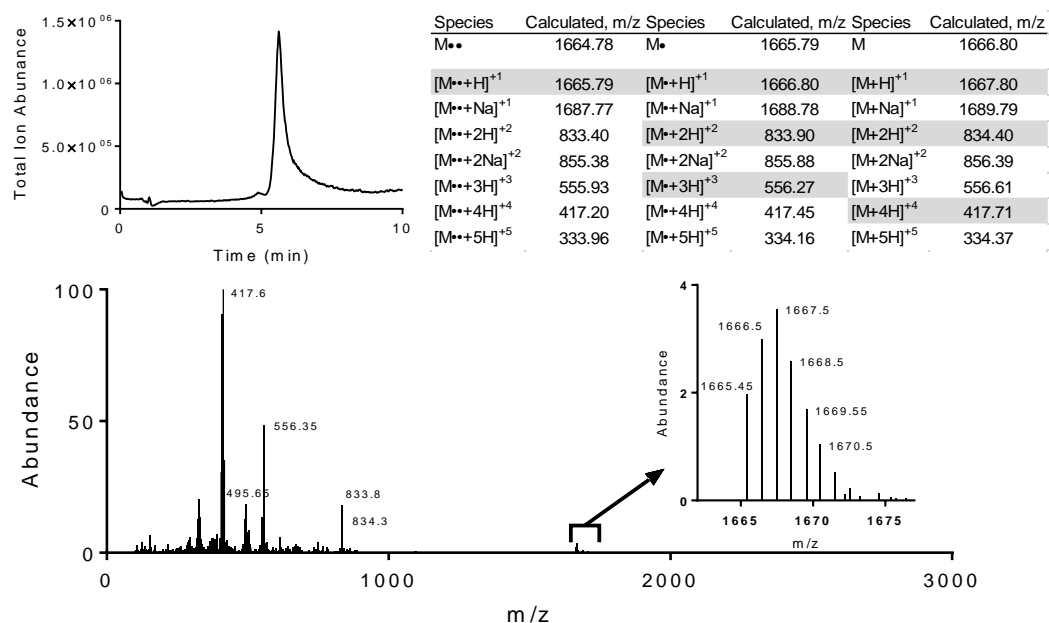 Total Ion Abunance
1.5×10⁰⁶
1.0×10⁰⁶
5.0×10⁰⁵
0
0 5 10
Time (min)
Species Calculated, m/z Species Calculated, m/z Species Calculated, m/z
M•• 1664.78 M• 1665.79 M 1666.80
[M••+H]⁺¹ 1665.79 [M•+H]⁺¹ 1666.80 [M+H]⁺¹ 1667.80
[M••+Na]⁺¹ 1687.77 [M•+Na]⁺¹ 1688.78 [M+Na]⁺¹ 1689.79
[M••+2H]⁺² 833.40 [M•+2H]⁺² 833.90 [M+2H]⁺² 834.40
[M••+2Na]⁺² 855.38 [M•+2Na]⁺² 855.88 [M+2Na]⁺² 856.39
[M••+3H]⁺³ 555.93 [M•+3H]⁺³ 556.27 [M+3H]⁺³ 556.61
[M••+4H]⁺⁴ 417.20 [M•+4H]⁺⁴ 417.45 [M+4H]⁺⁴ 417.71
[M••+5H]⁺⁵ 333.96 [M•+5H]⁺⁵ 334.16 [M+5H]⁺⁵ 334.37
Abundance
100
50
0
417.6
556.35
495.65
833.8
834.3
0 1000 2000 3000
m/z
Abundance
4
2
0
1667.5
1666.5
1668.5
1665.45
1669.55
1670.5
1665 1670 1675
m/z